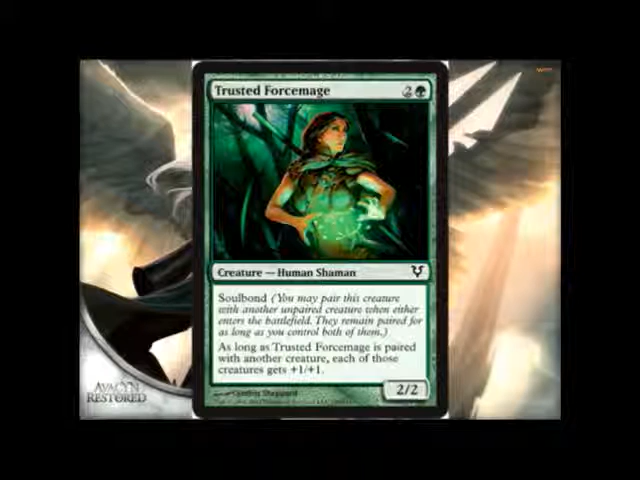 Trusted Forcemage 2
Creature — Human Shaman
Soulbond (You may pair this creature
with another unpaired creature when either
enters the battlefield. They remain paired for
as long as you control both of them.)
As long as Trusted Forcemage is paired
with another creature, each of those
creatures gets +1/+1.
2/2
AVACYN
RESTORED